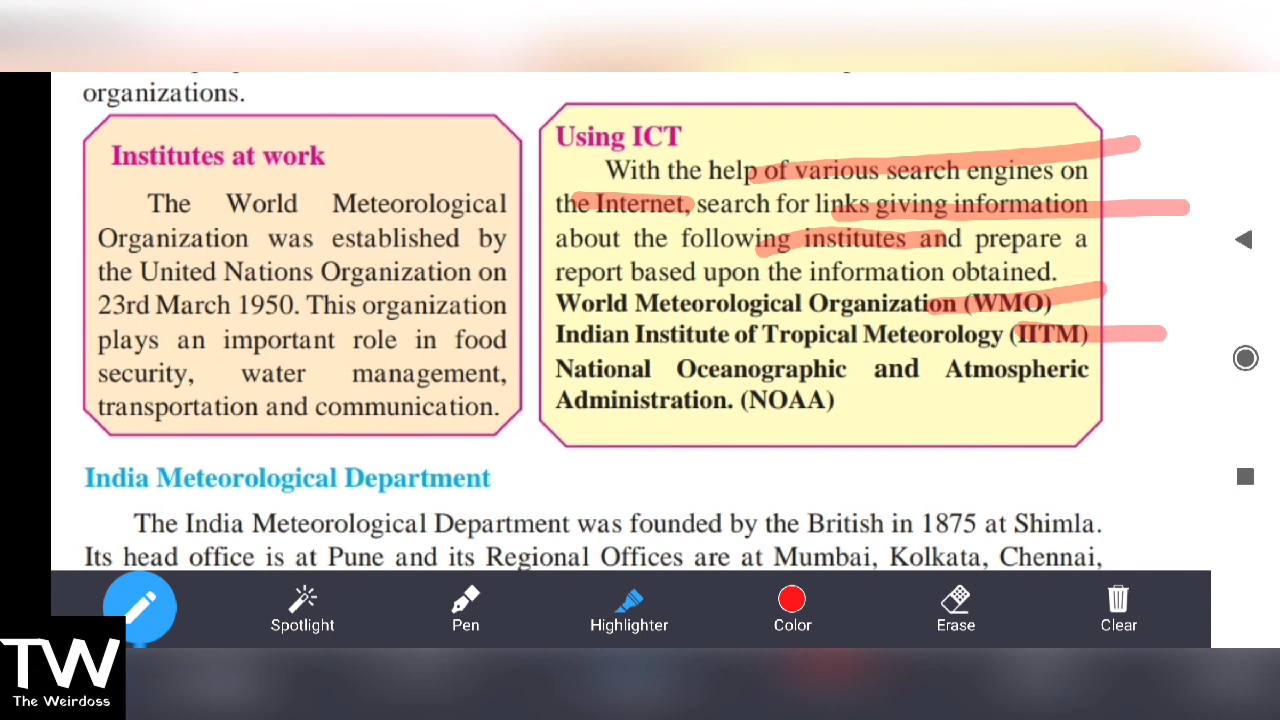 organizations.
Institutes at work
The World Meteorological
Organization was established by
the United Nations Organization on
23rd March 1950. This organization
plays an important role in food
security, water management,
transportation and communication.
Using ICT
With the help of various search engines on
the Internet, search for links giving information
about the following institutes and prepare a
report based upon the information obtained.
World Meteorological Organization (WMO)
Indian Institute of Tropical Meteorology (IITM)
National Oceanographic and Atmospheric
Administration. (NOAA)
India Meteorological Department
The India Meteorological Department was founded by the British in 1875 at Shimla.
Its head office is at Pune and its Regional Offices are at Mumbai, Kolkata, Chennai,
Spotlight
Pen
Highlighter
Color
Erase
Clear
TW
The Weirdoss